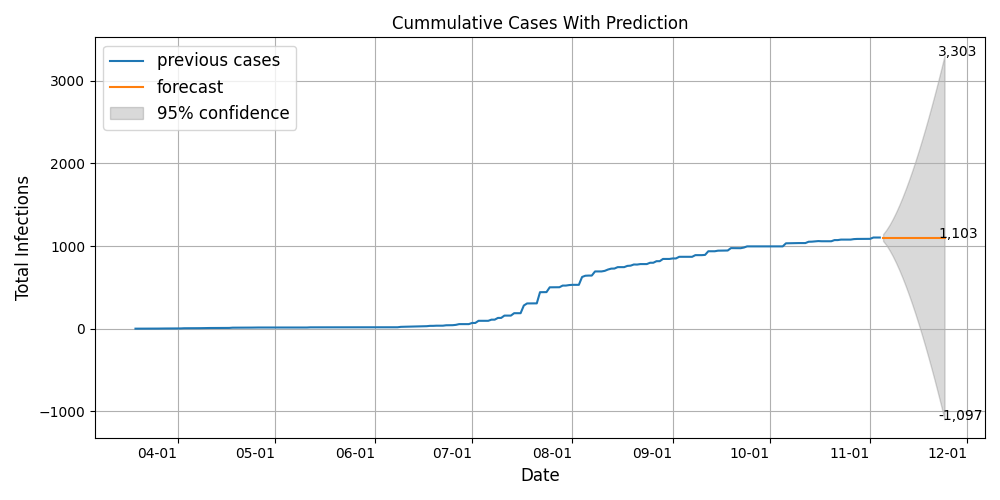 Cummulative Cases With Prediction
previous cases
forecast
95% confidence
3,303
1,103
-1,097
3000
2000
1000
0
−1000
Total Infections
04-01
05-01
06-01
07-01
08-01
09-01
10-01
11-01
12-01
Date